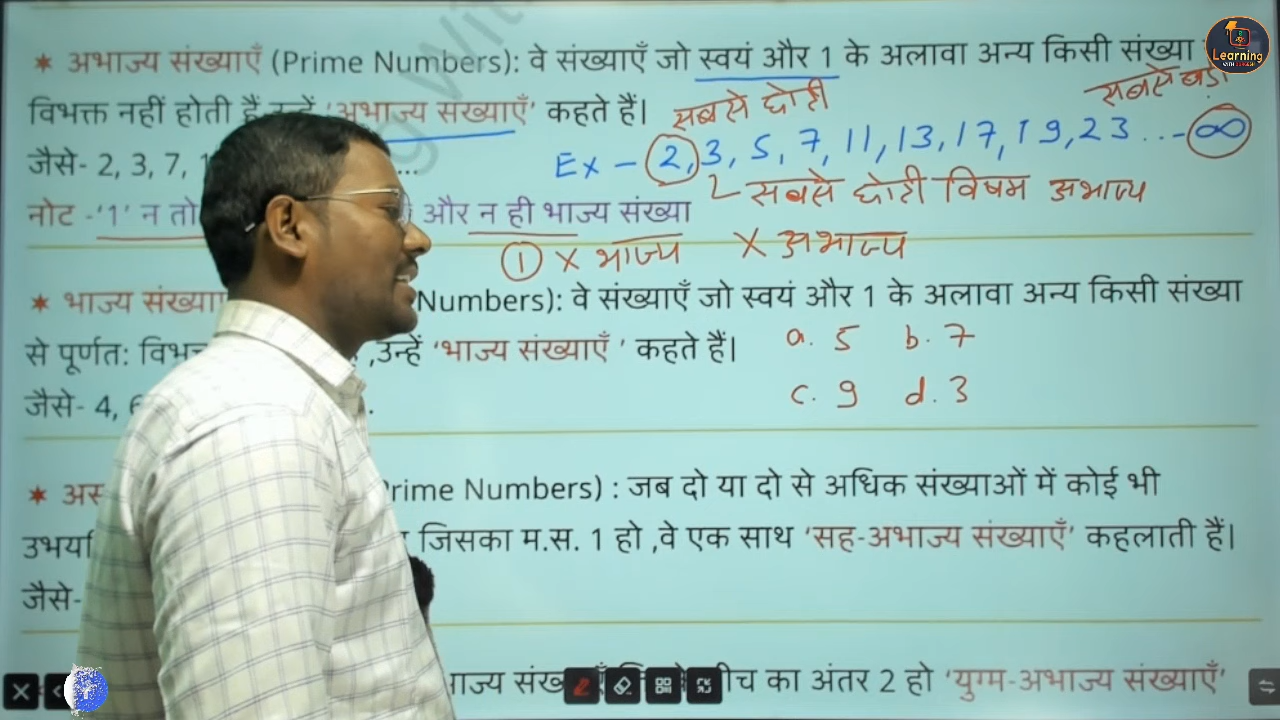 ★ अभाज्य संख्याएँ (Prime Numbers): वे संख्याएँ जो स्वयं और 1 के अलावा अन्य किसी संख्या
Learning
विभक्त नहीं होती हैं, उन्हें 'अभाज्य संख्याएँ' कहते हैं।
सबसे छोटी
सबसे बड़ी
जैसे- 2, 3, 7,
Ex – 2, 3, 5, 7, 11, 13, 17, 19, 23 ... - ∞
सबसे छोटी विषम अभाज्य
नोट -'1' न तो और न ही भाज्य संख्या
1 × भाज्य × अभाज्य
★ भाज्य Numbers): वे संख्याएँ जो स्वयं और 1 के अलावा अन्य किसी संख्या
से पूर्णत: ,उन्हें 'भाज्य संख्याएँ ' कहते हैं।
a. 5 b. 7
जैसे- 4,
c. 9 d. 3
★ Prime Numbers) : जब दो या दो से अधिक संख्याओं में कोई भी
जिसका म.स. 1 हो ,वे एक साथ 'सह-अभाज्य संख्याएँ' कहलाती हैं।
जैसे-
का अंतर 2 हो 'युग्म-अभाज्य संख्याएँ'